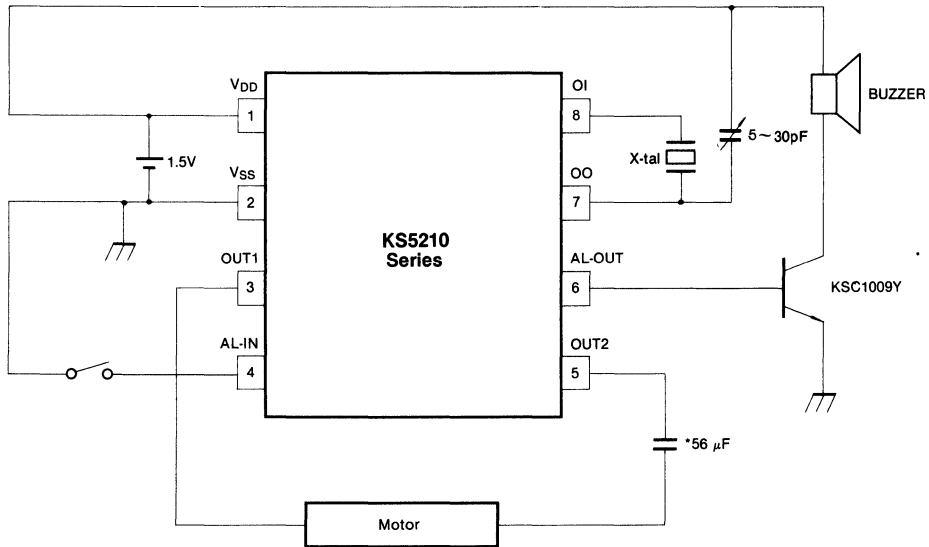 VDD
1
1.5V
VSS
2
OUT1
3
AL-IN
4
KS5210
Series
OI
8
X-tal
5~30pF
BUZZER
OO
7
AL-OUT
6
KSC1009Y
OUT2
5
*56 μF
Motor